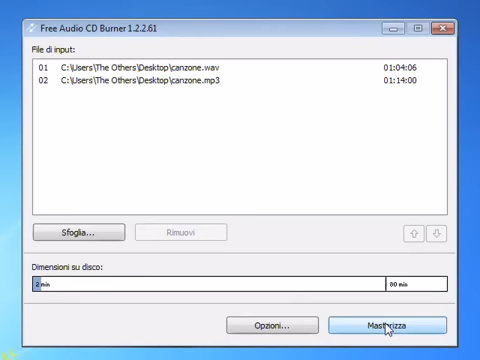 Free Audio CD Burner 1.2.2.61
File di input:
01 C:\Users\The Others\Desktop\canzone.wav 01:04:06
02 C:\Users\The Others\Desktop\canzone.mp3 01:14:00
Sfoglia... Rimuovi
Dimensioni su disco:
2 min 80 min
Opzioni... Masterizza